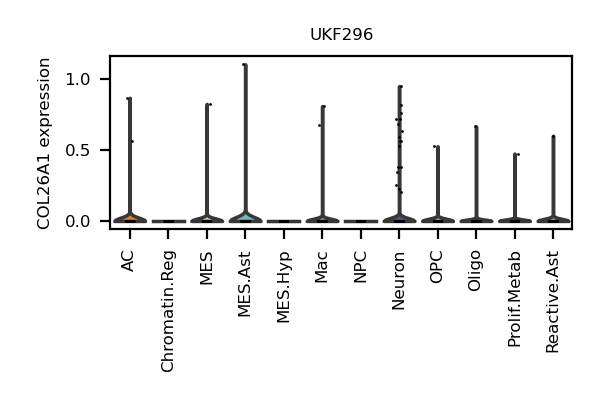 UKF296
COL26A1 expression
1.0
0.5
0.0
AC
Chromatin.Reg
MES
MES.Ast
MES.Hyp
Mac
NPC
Neuron
OPC
Oligo
Prolif.Metab
Reactive.Ast